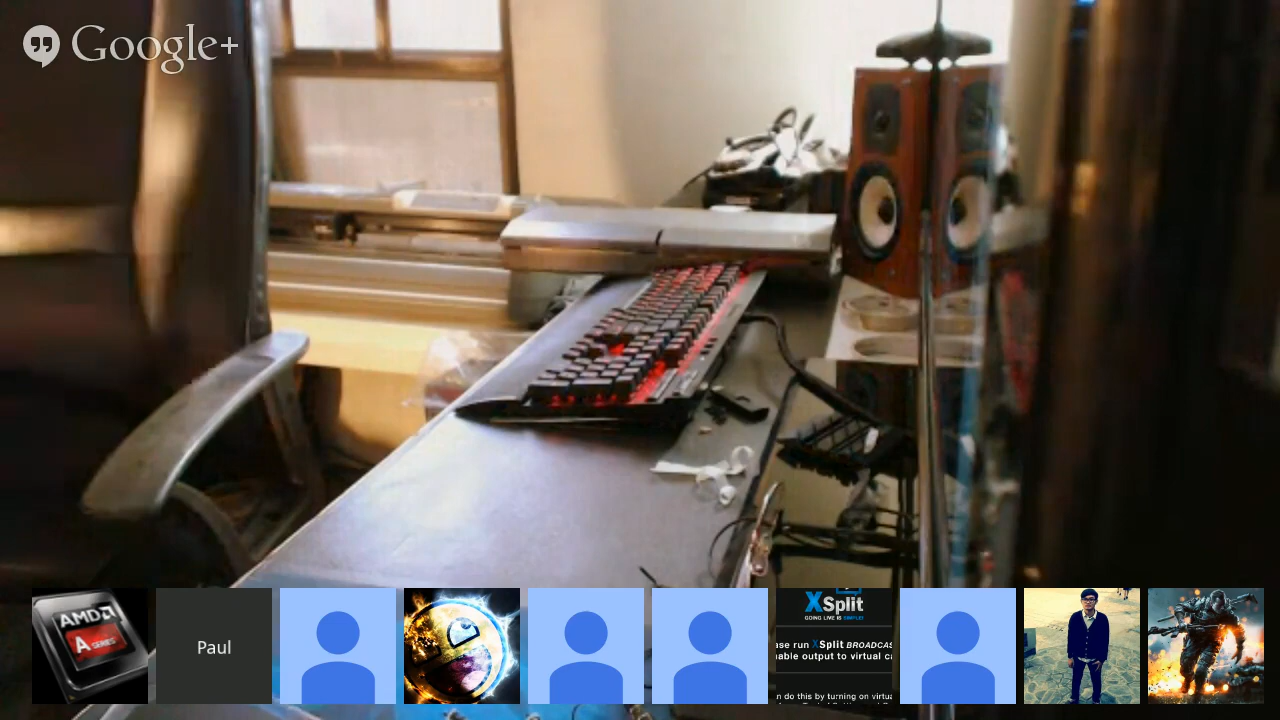 Google+
AMD
A SERIES
Paul
XSplit
GOING LIVE IS SIMPLE!
ase run XSplit BROADCAS
nable output to virtual ca
n do this by turning on virtua